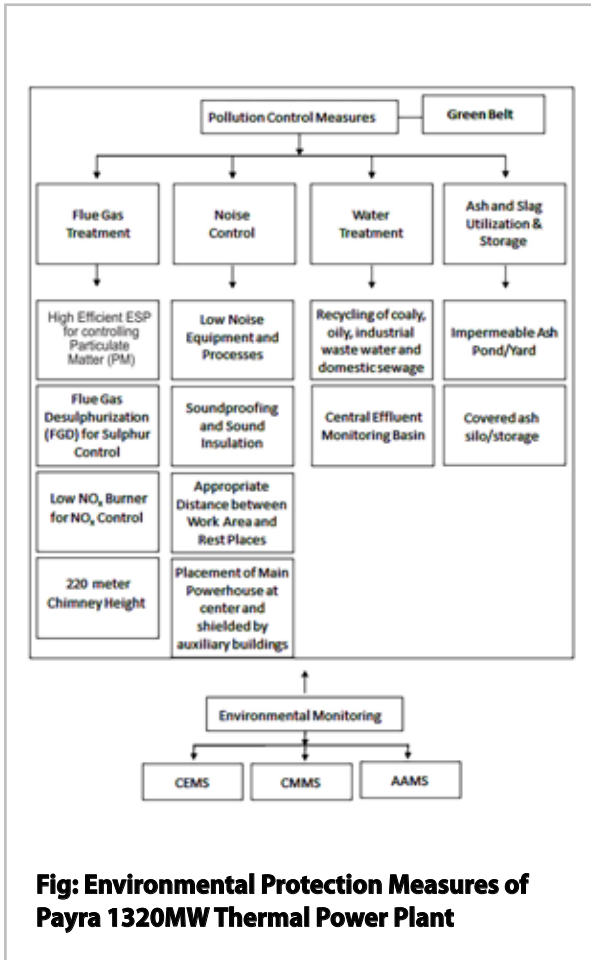 Pollution Control Measures
Green Belt
Flue Gas
Treatment
Noise
Control
Water
Treatment
Ash and Slag
Utilization &
Storage
High Efficient ESP
for controlling
Particulate
Matter (PM)
Low Noise
Equipment and
Processes
Recycling of coaly,
oily, industrial
waste water and
domestic sewage
Impermeable Ash
Pond/Yard
Flue Gas
Desulphurization
(FGD) for Sulphur
Control
Soundproofing
and Sound
Insulation
Central Effluent
Monitoring Basin
Covered ash
silo/storage
Low NOx Burner
for NOx Control
Appropriate
Distance between
Work Area and
Rest Places
220 meter
Chimney Height
Placement of Main
Powerhouse at
center and
shielded by
auxiliary buildings
Environmental Monitoring
CEMS
CMMS
AAMS
Fig: Environmental Protection Measures of
Payra 1320MW Thermal Power Plant